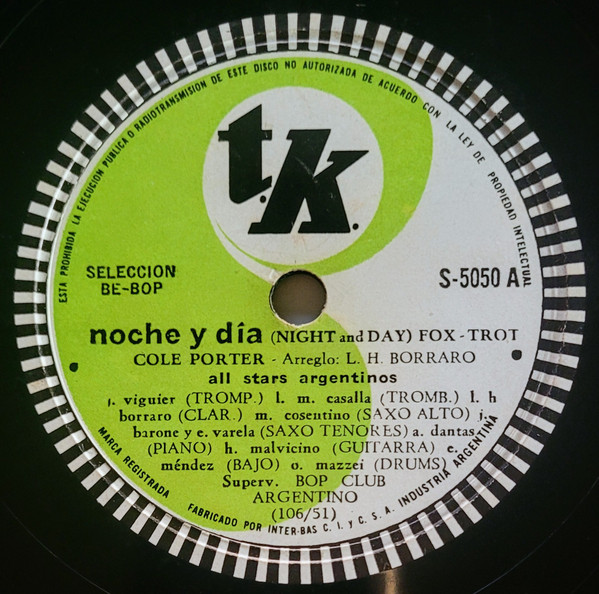 ESTA PROHIBIDA LA EJECUCION PUBLICA O RADIOTRANSMISION DE ESTE DISCO NO AUTORIZADA DE ACUERDO CON LA LEY DE PROPIEDAD INTELECTUAL
t.k.
SELECCION
BE-BOP
S-5050 A
noche y día (NIGHT and DAY) FOX-TROT
COLE PORTER - Arreglo: L. H. BORRARO
all stars argentinos
j. viguier (TROMP.) l. m. casalla (TROMB.) l. h
borraro (CLAR.) m. cosentino (SAXO ALTO) j.
barone y e. varela (SAXO TENORES) a. dantas
(PIANO) h. malvicino (GUITARRA) e.
méndez (BAJO) o. mazzei (DRUMS)
Superv. BOP CLUB
ARGENTINO
(106/51)
MARCA REGISTRADA
FABRICADO POR INTER-BAS C. I. y C. S. A. INDUSTRIA ARGENTINA